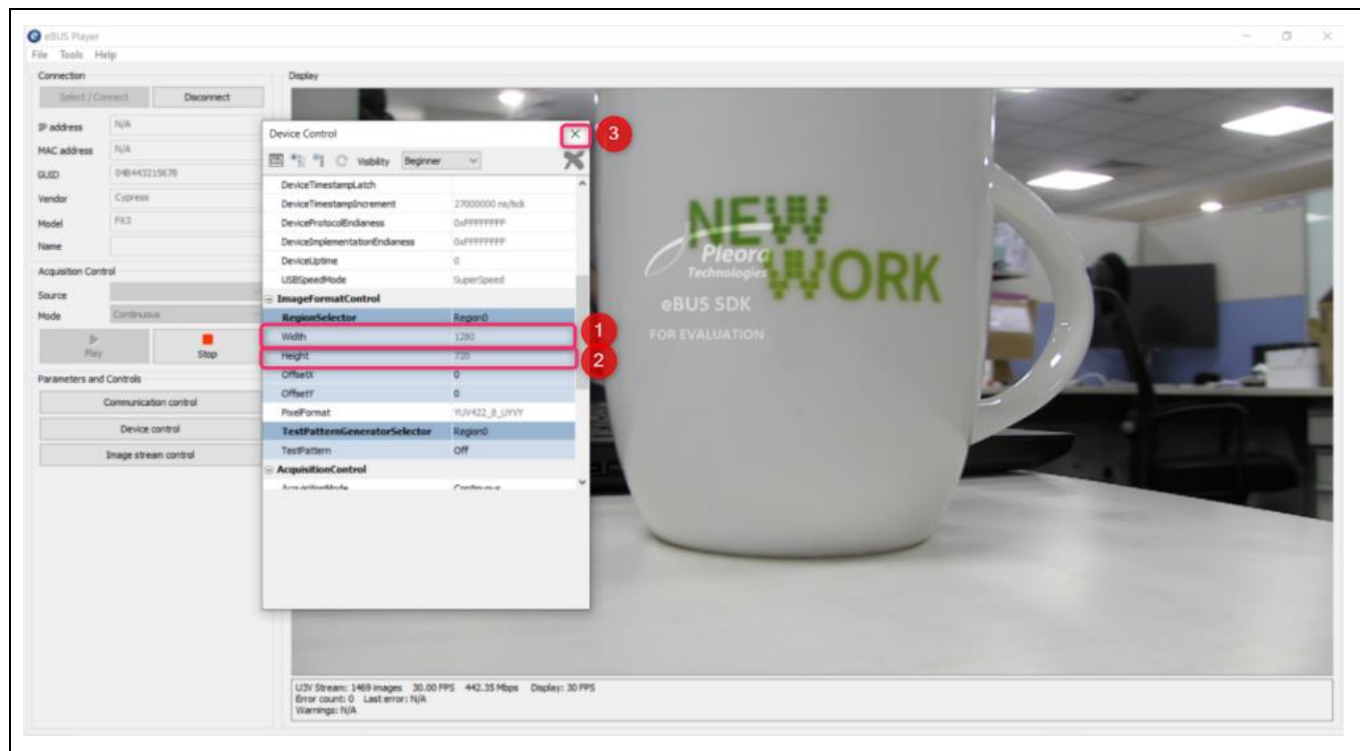 eBUS Player
File Tools Help
Connection
Select / Connect Disconnect
IP address N/A
MAC address N/A
GUID 04B443215678
Vendor Cypress
Model FX3
Name
Acquisition Control
Source
Mode Continuous
Play Stop
Parameters and Controls
Communication control
Device control
Image stream control
Display
Device Control 3
Visibility Beginner
DeviceTimestampLatch
DeviceTimestampIncrement 27000000 ns/tick
DeviceProtocolEndianess 0xFFFFFFFF
DeviceImplementationEndianess 0xFFFFFFFF
DeviceUptime 0
USBSpeedMode SuperSpeed
ImageFormatControl
RegionSelector Region0
Width 1280 1
Height 720 2
OffsetX 0
OffsetY 0
PixelFormat YUV422_8_UYVY
TestPatternGeneratorSelector Region0
TestPattern Off
AcquisitionControl
AcquisitionMode Continuous
NEW
WORK
Pleora
Technologies
eBUS SDK
FOR EVALUATION
U3V Stream: 1469 images 30.00 FPS 442.35 Mbps Display: 30 FPS
Error count: 0 Last error: N/A
Warnings: N/A